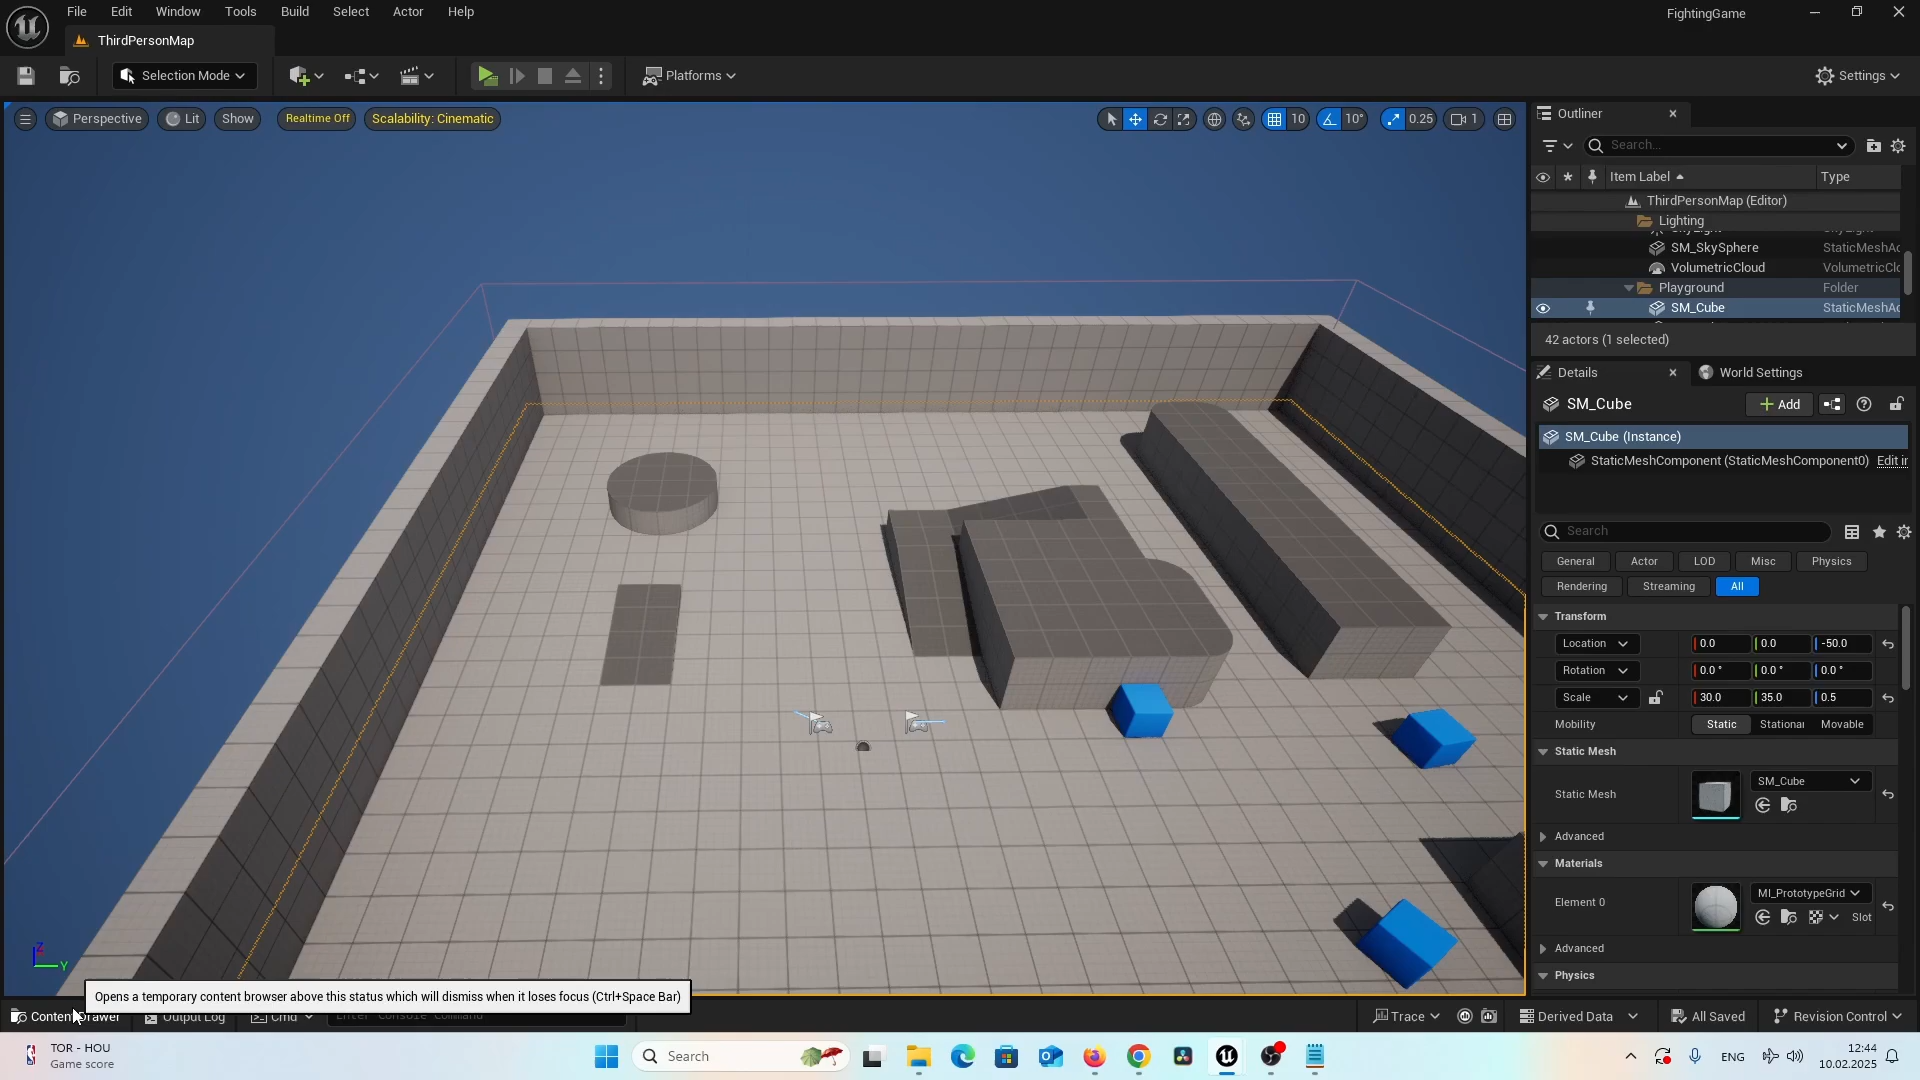 File Edit Window Tools Build Select Actor Help
FightingGame
ThirdPersonMap
Selection Mode
Platforms
Settings
Perspective Lit Show Realtime Off Scalability: Cinematic
10 10° 0.25 1
Outliner
Search...
Item Label Type
ThirdPersonMap (Editor)
Lighting
SM_SkySphere StaticMeshAc
VolumetricCloud VolumetricClo
Playground Folder
SM_Cube StaticMeshAc
42 actors (1 selected)
Details World Settings
SM_Cube
Add
SM_Cube (Instance)
StaticMeshComponent (StaticMeshComponent0) Edit ir
Search
General Actor LOD Misc Physics
Rendering Streaming All
Transform
Location 0.0 0.0 -50.0
Rotation 0.0 ° 0.0 ° 0.0 °
Scale 30.0 35.0 0.5
Mobility Static Stationar Movable
Static Mesh
SM_Cube
Static Mesh
Advanced
Materials
MI_PrototypeGrid
Element 0
Slot
Advanced
Physics
Z
Y
Opens a temporary content browser above this status which will dismiss when it loses focus (Ctrl+Space Bar)
Content Drawer Output Log Cmd Enter Console Command
Trace Derived Data All Saved Revision Control
TOR - HOU
Game score
Search
ENG
12:44
10.02.2025